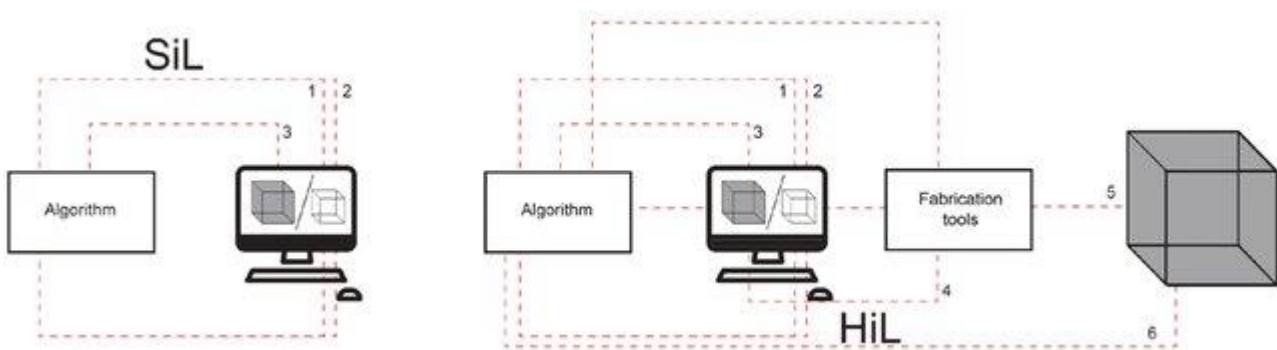 SiL
1 2
3
Algorithm
1 2
3
Algorithm
Fabrication
tools
5
4
HiL
6